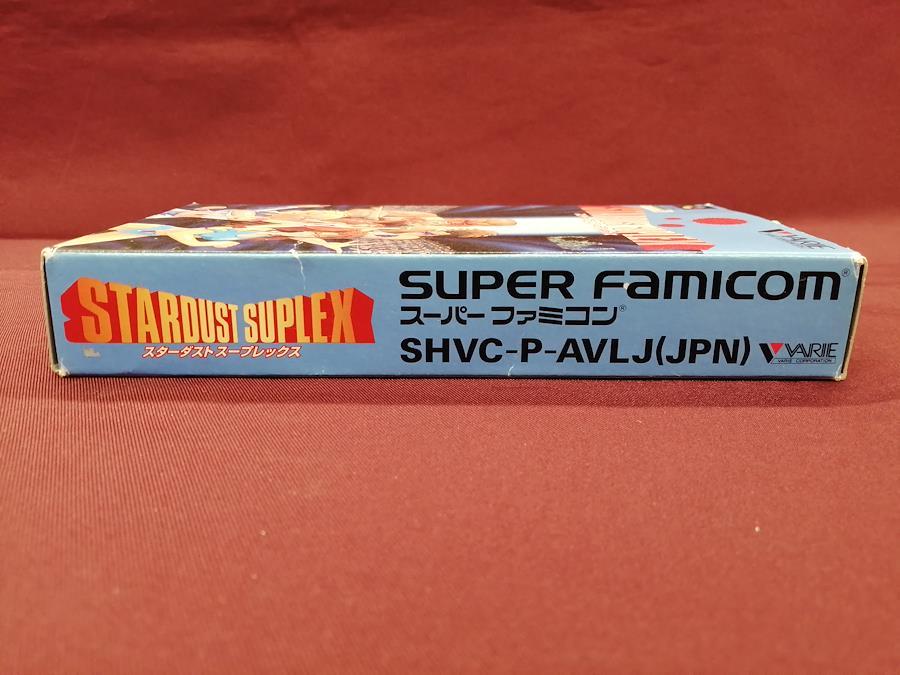 STARDUST SUPLEX
スターダスト スープレックス
SUPER FAMICOM®
スーパー ファミコン®
SHVC-P-AVLJ(JPN)
VARIE
VARIE CORPORATION
VARIE